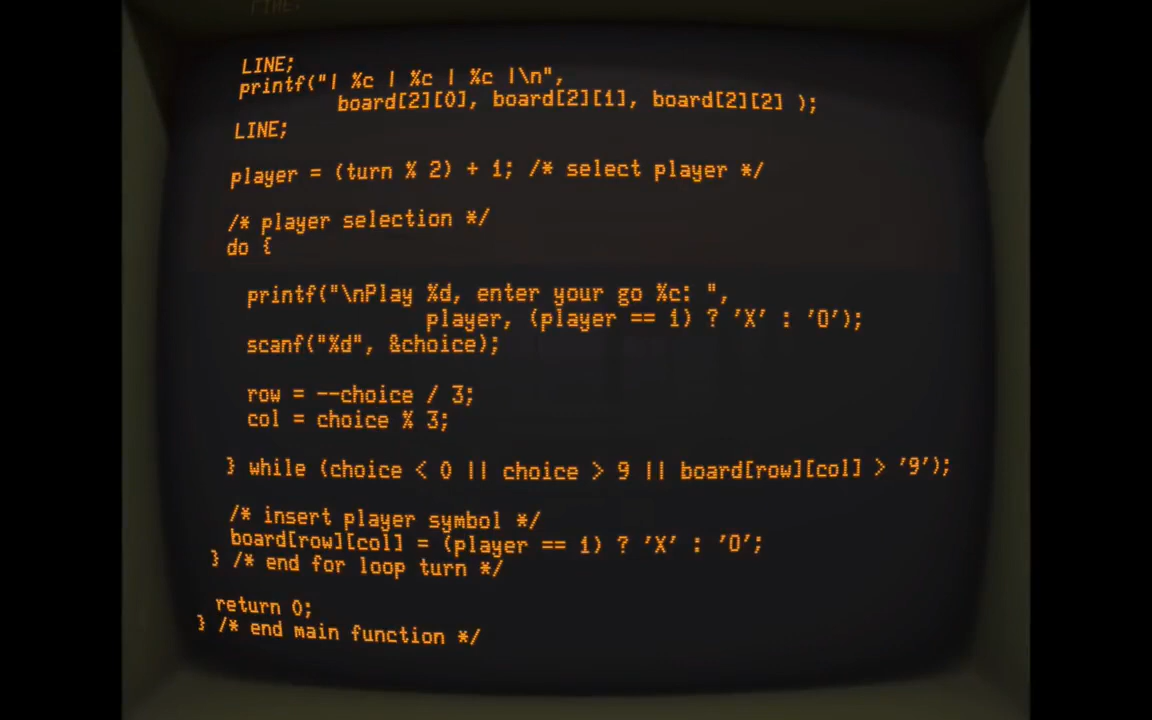 LINE;
LINE;
printf("| %c | %c | %c |\n",
board[2][0], board[2][1], board[2][2] );
LINE;
player = (turn % 2) + 1; /* select player */
/* player selection */
do {
printf("\nPlay %d, enter your go %c: ",
player, (player == 1) ? 'X' : 'O');
scanf("%d", &choice);
row = --choice / 3;
col = choice % 3;
} while (choice < 0 || choice > 9 || board[row][col] > '9');
/* insert player symbol */
board[row][col] = (player == 1) ? 'X' : 'O';
} /* end for loop turn */
return 0;
} /* end main function */